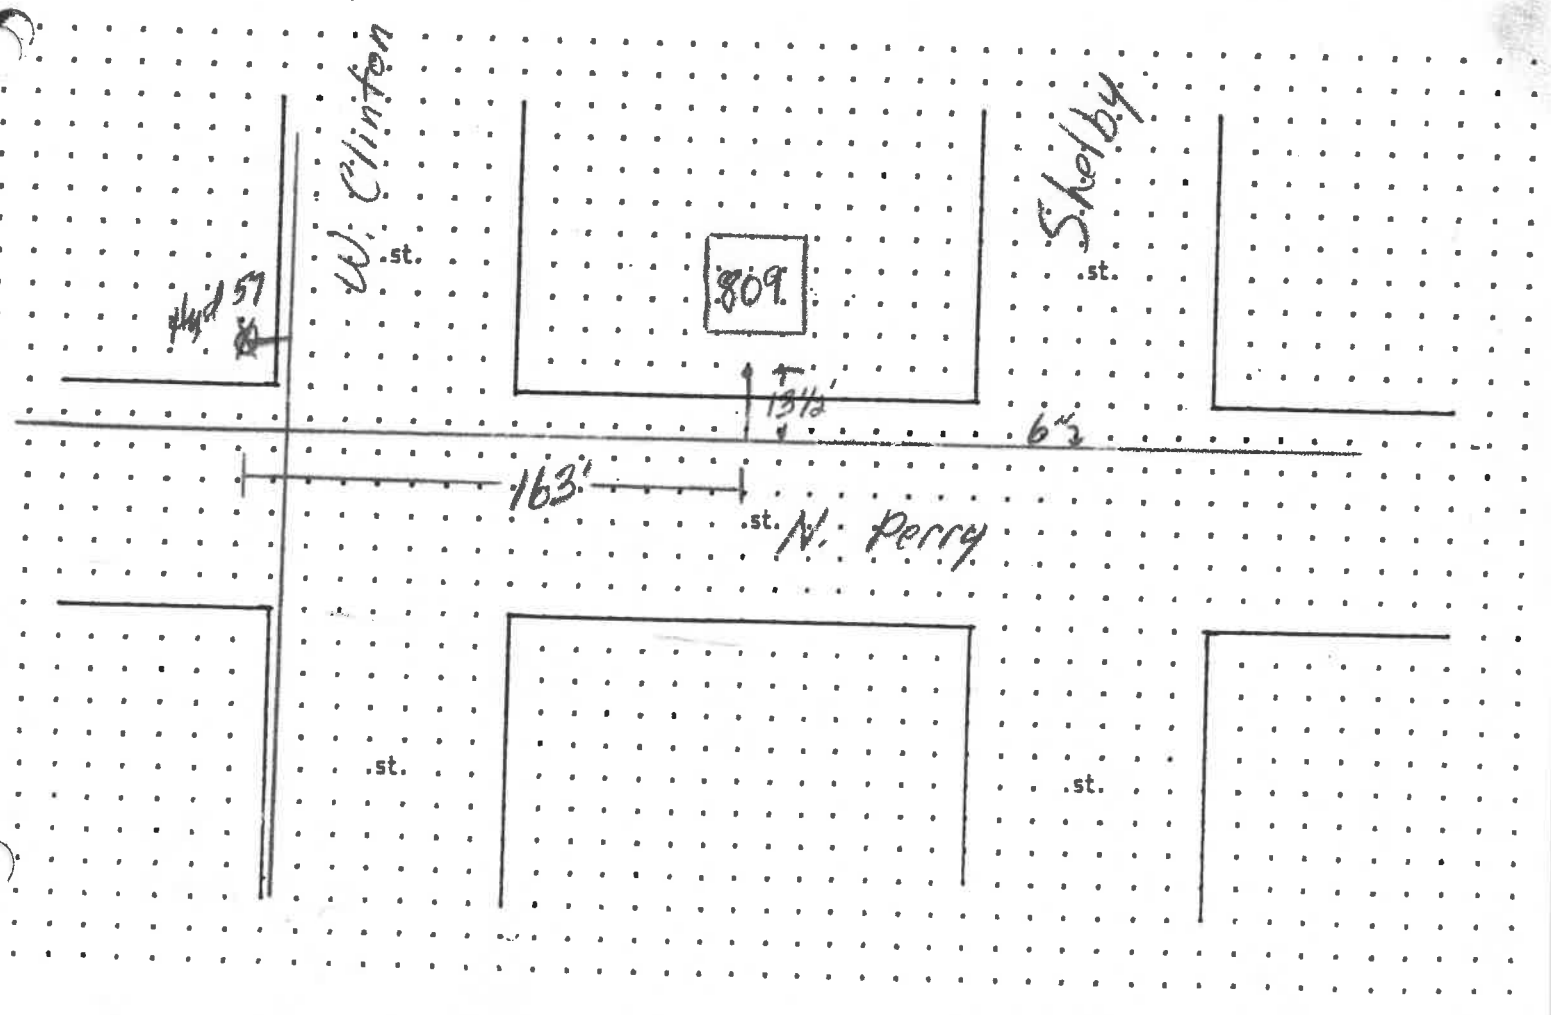 W. Clinton
.st.
Shelby
.st.
Hyd 57
809
13½'
6"
163'
.st. N. Perry
.st.
.st.